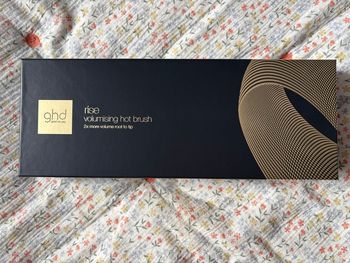 ghd
rise
volumising hot brush
2x more volume root to tip